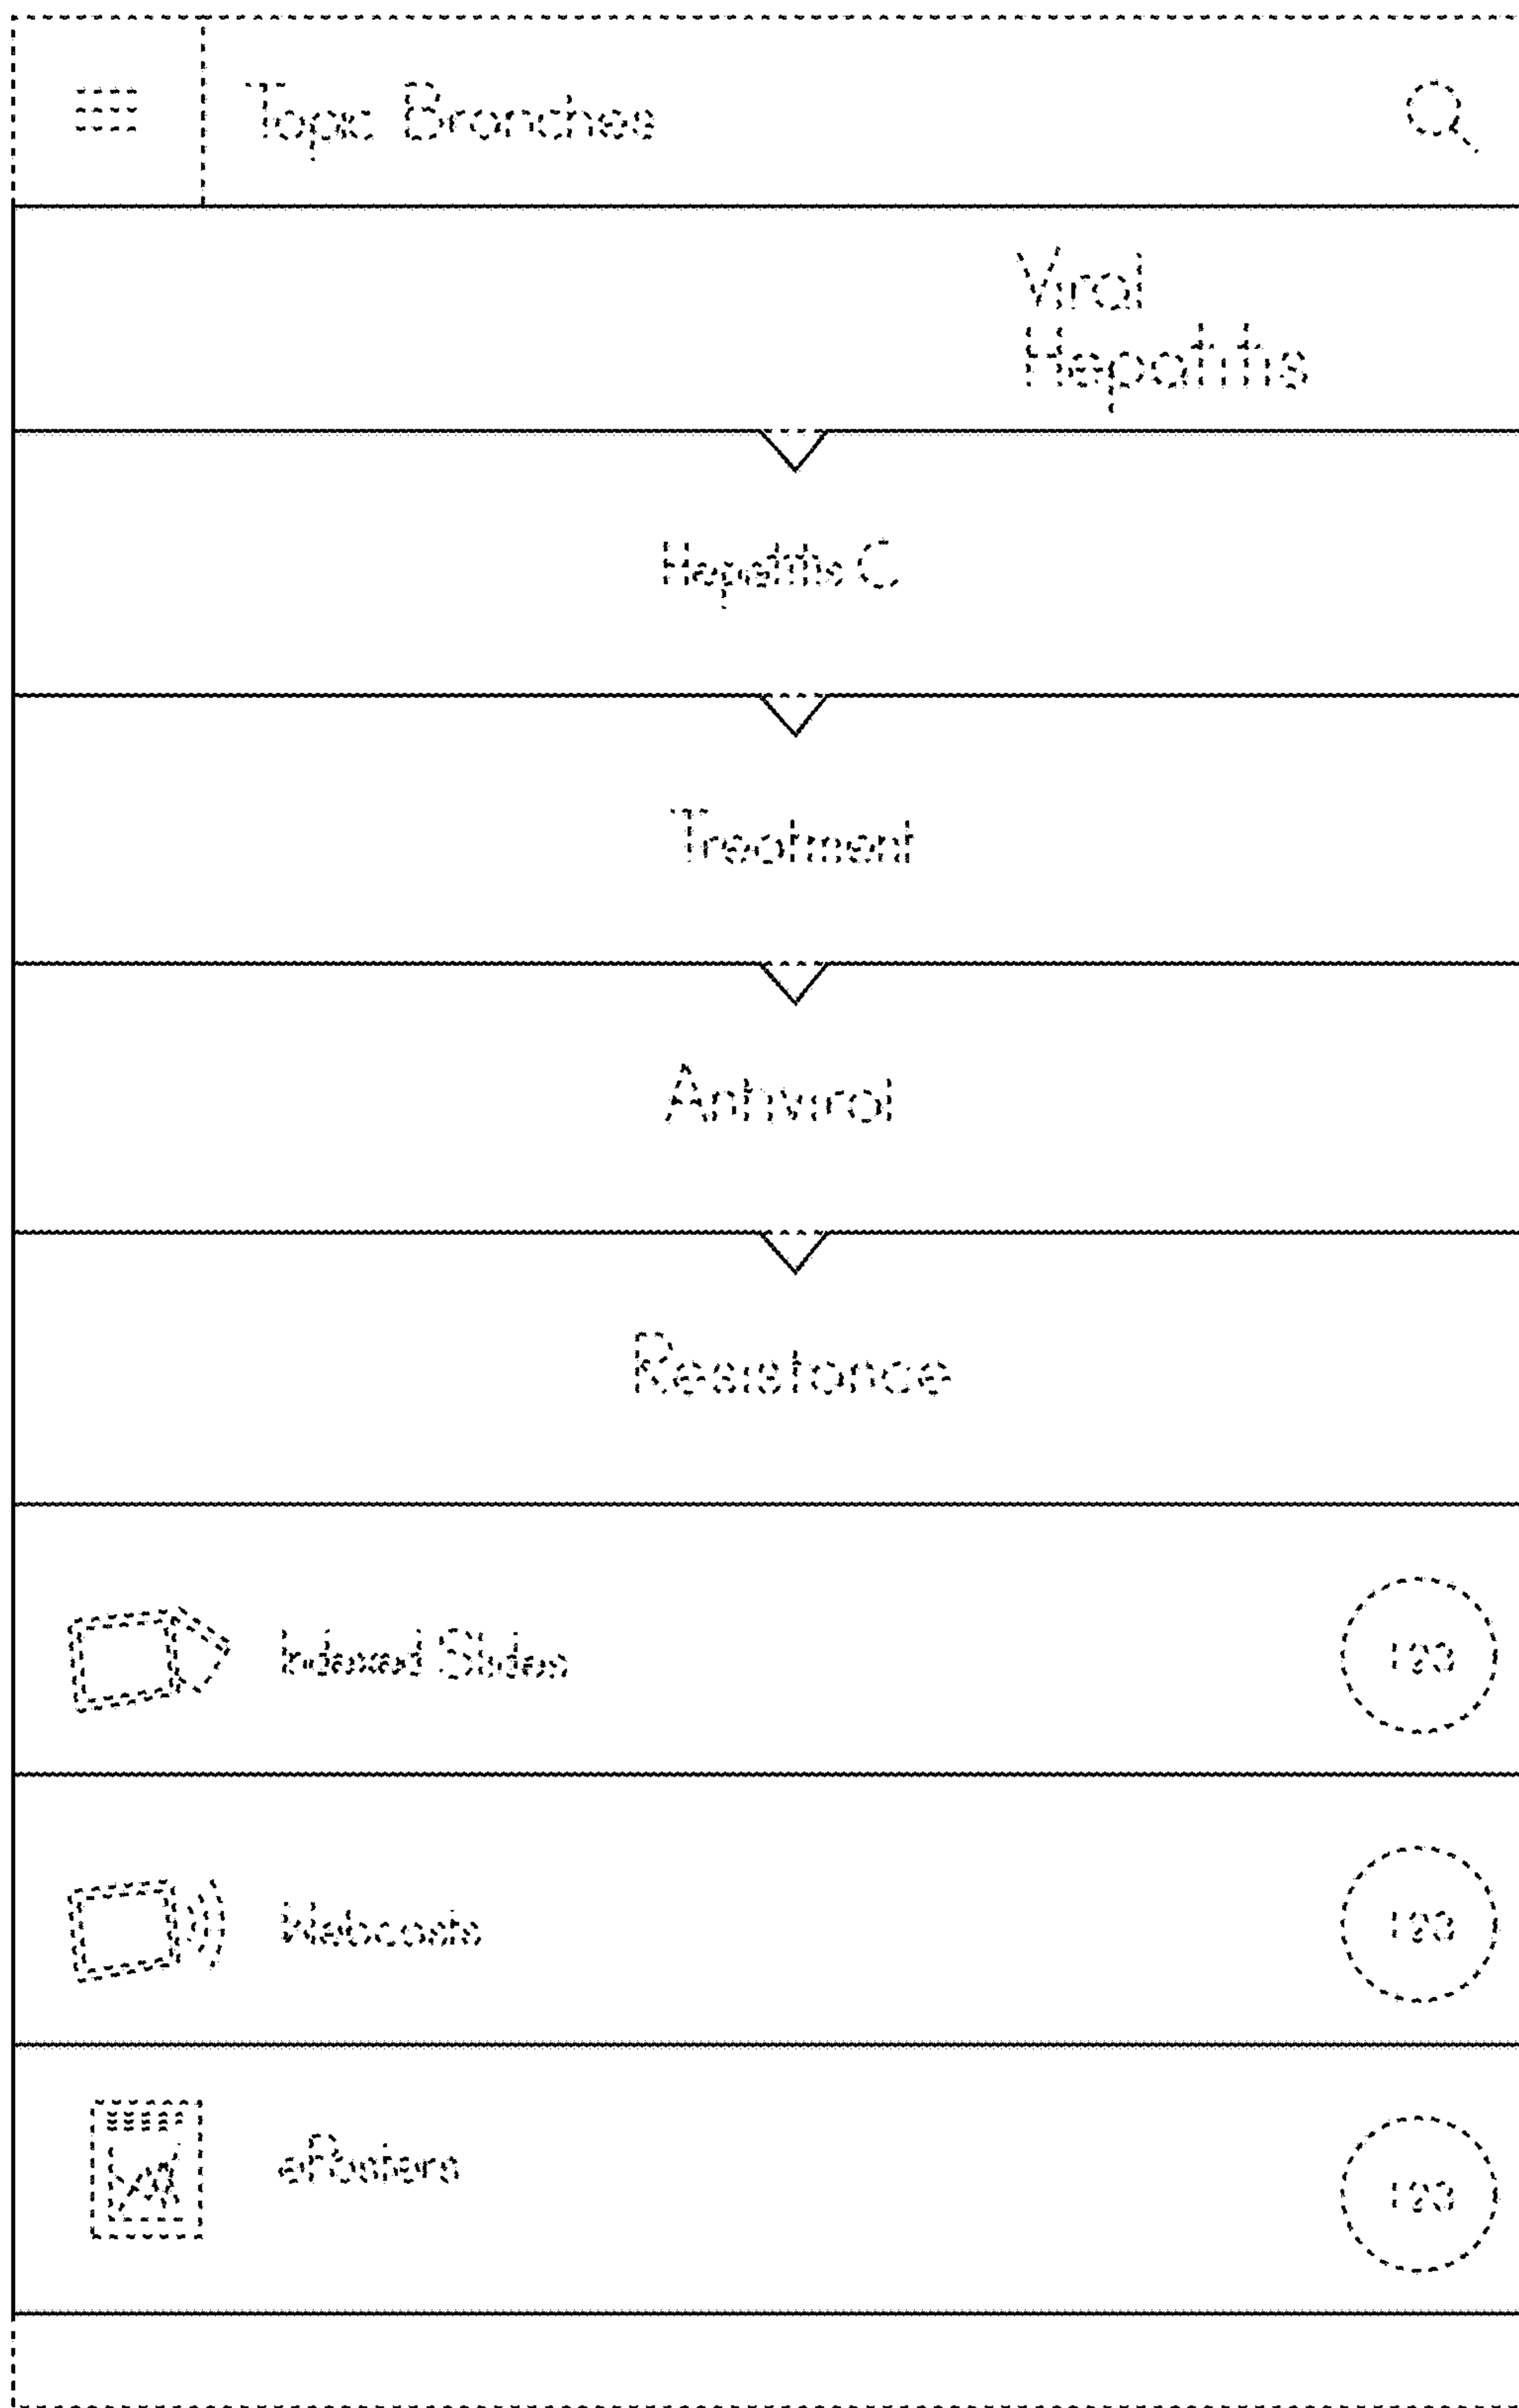 Topic Branches
Viral
Hepatitis
Hepatitis C
Treatment
Antiviral
Resistance
Indexed Slides
123
Webcasts
123
ePosters
123